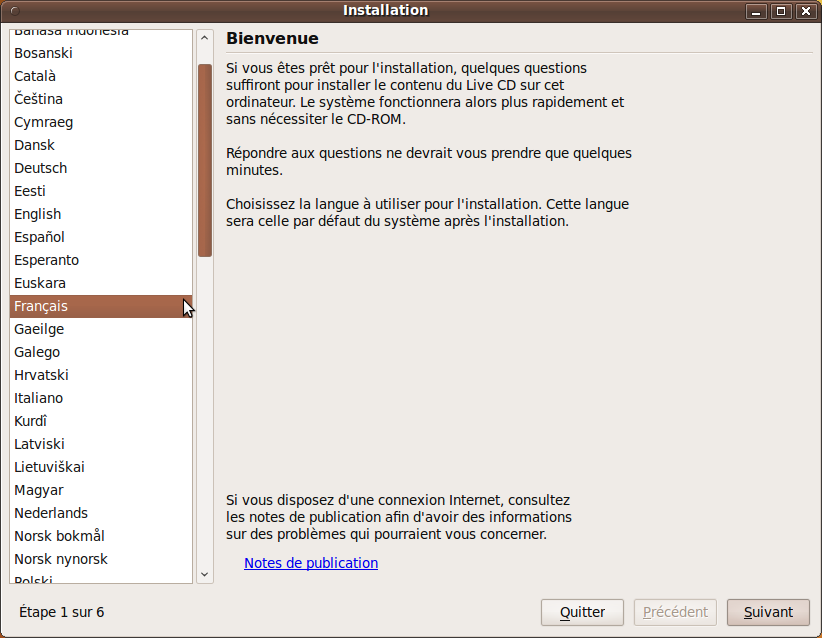 Installation
Bahasa Indonesia
Bosanski
Català
Čeština
Cymraeg
Dansk
Deutsch
Eesti
English
Español
Esperanto
Euskara
Français
Gaeilge
Galego
Hrvatski
Italiano
Kurdî
Latviski
Lietuviškai
Magyar
Nederlands
Norsk bokmål
Norsk nynorsk
Polski
Bienvenue
Si vous êtes prêt pour l'installation, quelques questions
suffiront pour installer le contenu du Live CD sur cet
ordinateur. Le système fonctionnera alors plus rapidement et
sans nécessiter le CD-ROM.
Répondre aux questions ne devrait vous prendre que quelques
minutes.
Choisissez la langue à utiliser pour l'installation. Cette langue
sera celle par défaut du système après l'installation.
Si vous disposez d'une connexion Internet, consultez
les notes de publication afin d'avoir des informations
sur des problèmes qui pourraient vous concerner.
Notes de publication
Étape 1 sur 6
Quitter
Précédent
Suivant